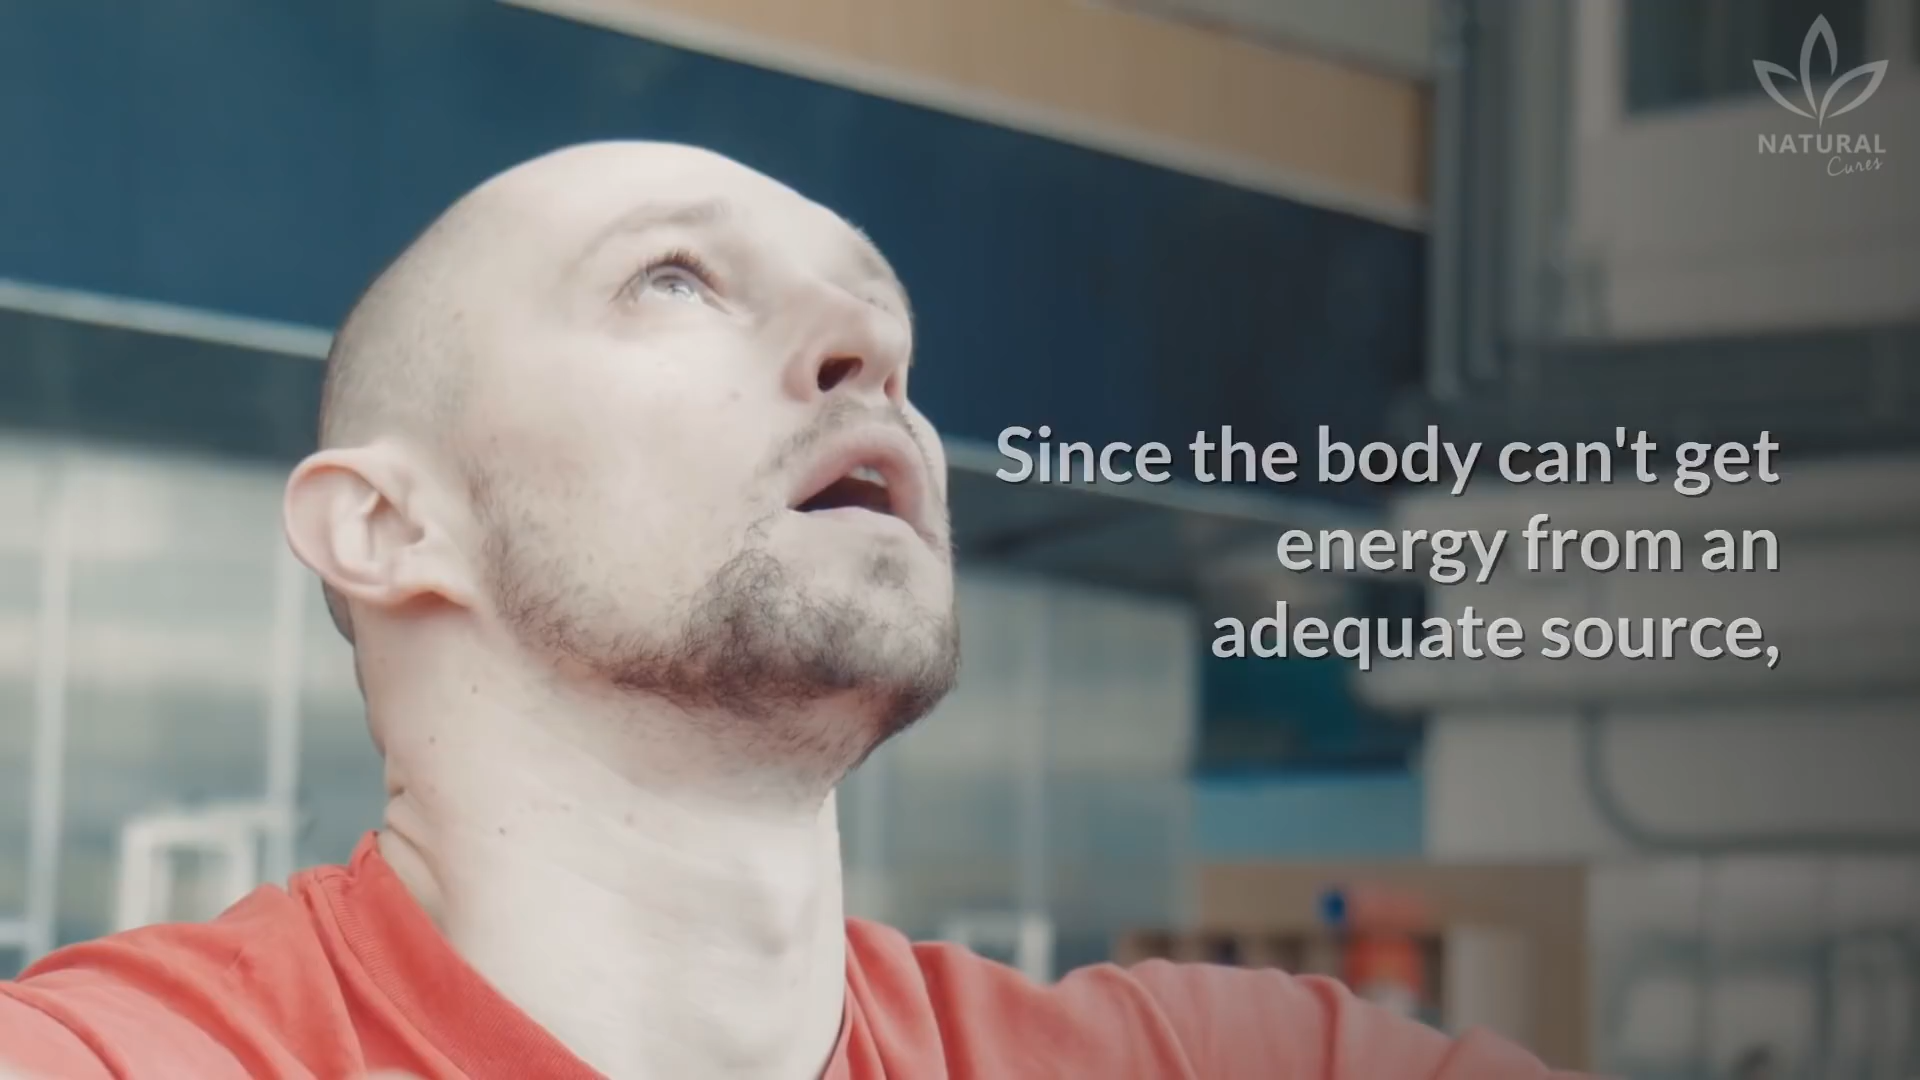 NATURAL
Cures
Since the body can't get
energy from an
adequate source,